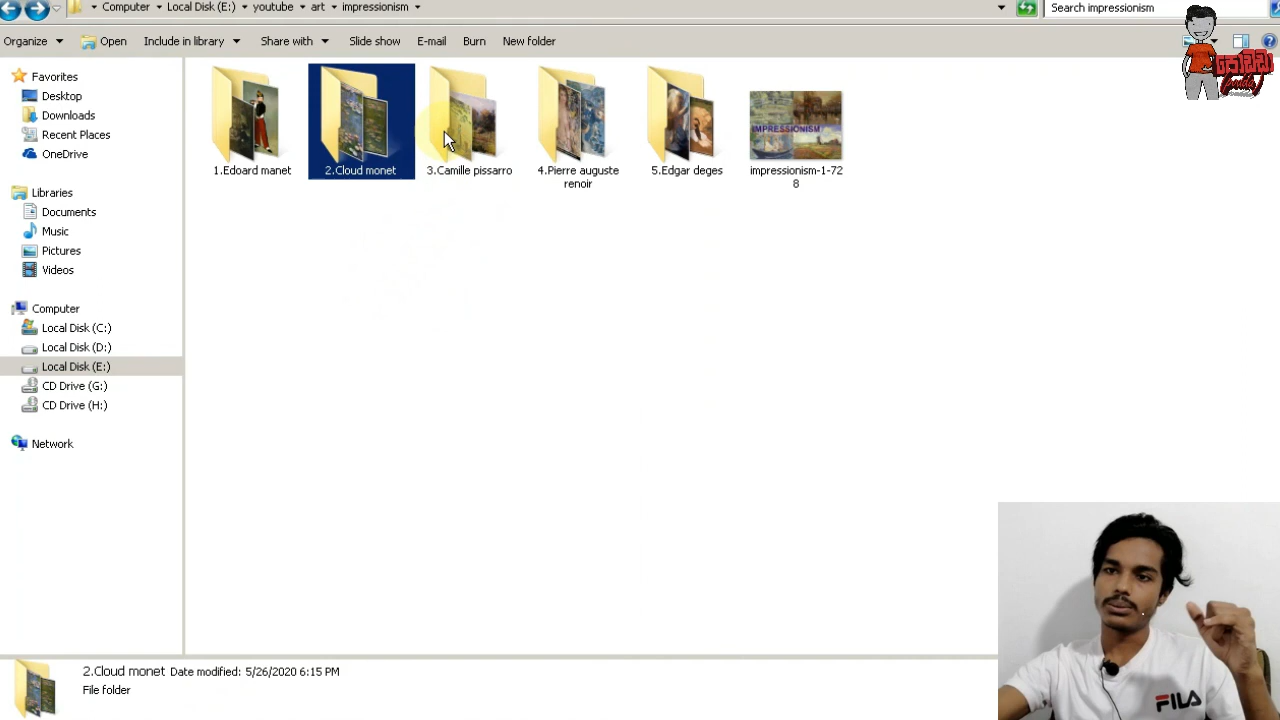 Computer ▸ Local Disk (E:) ▸ youtube ▸ art ▸ impressionism ▸
Search impressionism
Organize Open Include in library Share with Slide show E-mail Burn New folder
Favorites
Desktop
Downloads
Recent Places
OneDrive
Libraries
Documents
Music
Pictures
Videos
Computer
Local Disk (C:)
Local Disk (D:)
Local Disk (E:)
CD Drive (G:)
CD Drive (H:)
Network
1.Edoard manet
2.Cloud monet
3.Camille pissarro
4.Pierre auguste
renoir
5.Edgar deges
IMPRESSIONISM
impressionism-1-72
8
2.Cloud monet Date modified: 5/26/2020 6:15 PM
File folder
FILA